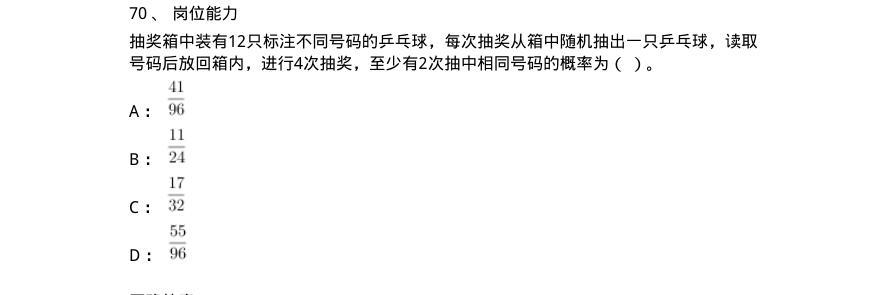 70 、 岗位能力
抽奖箱中装有12只标注不同号码的乒乓球，每次抽奖从箱中随机抽出一只乒乓球，读取
号码后放回箱内，进行4次抽奖，至少有2次抽中相同号码的概率为（ ）。
A： 41/96
B： 11/24
C： 17/32
D： 55/96